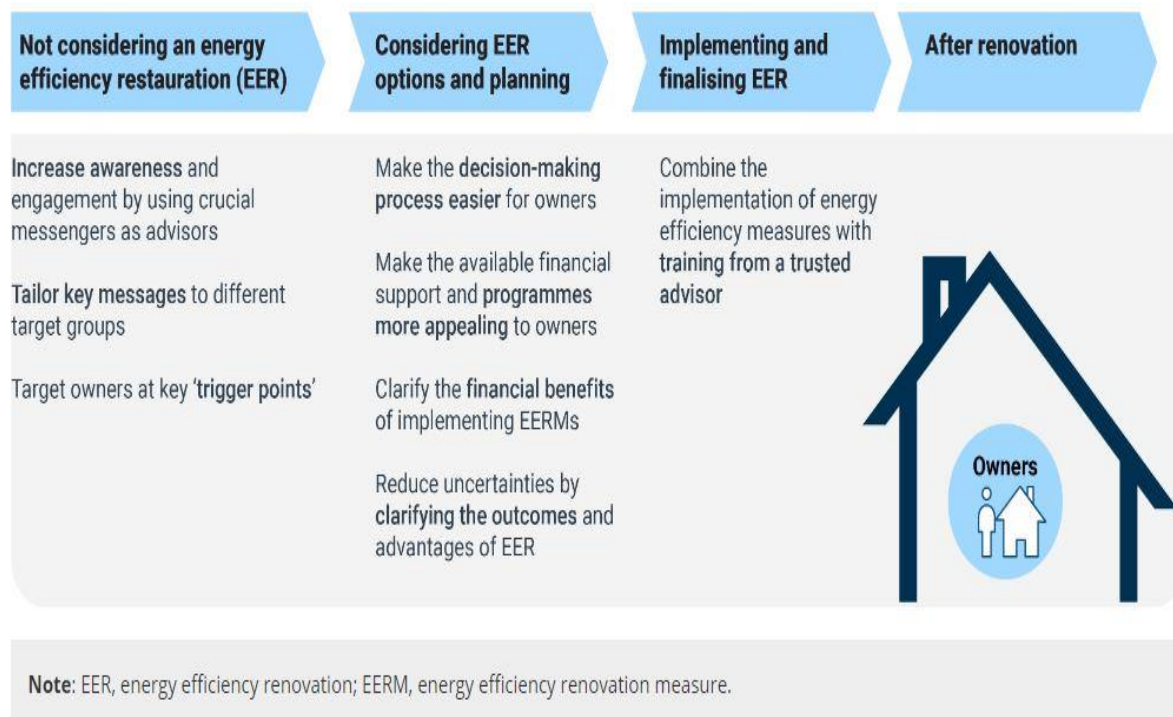 Not considering an energy
efficiency restauration (EER)
Considering EER
options and planning
Implementing and
finalising EER
After renovation
Increase awareness and
engagement by using crucial
messengers as advisors
Tailor key messages to different
target groups
Target owners at key ‘trigger points’
Make the decision-making
process easier for owners
Make the available financial
support and programmes
more appealing to owners
Clarify the financial benefits
of implementing EERMs
Reduce uncertainties by
clarifying the outcomes and
advantages of EER
Combine the
implementation of energy
efficiency measures with
training from a trusted
advisor
Owners
Note: EER, energy efficiency renovation; EERM, energy efficiency renovation measure.